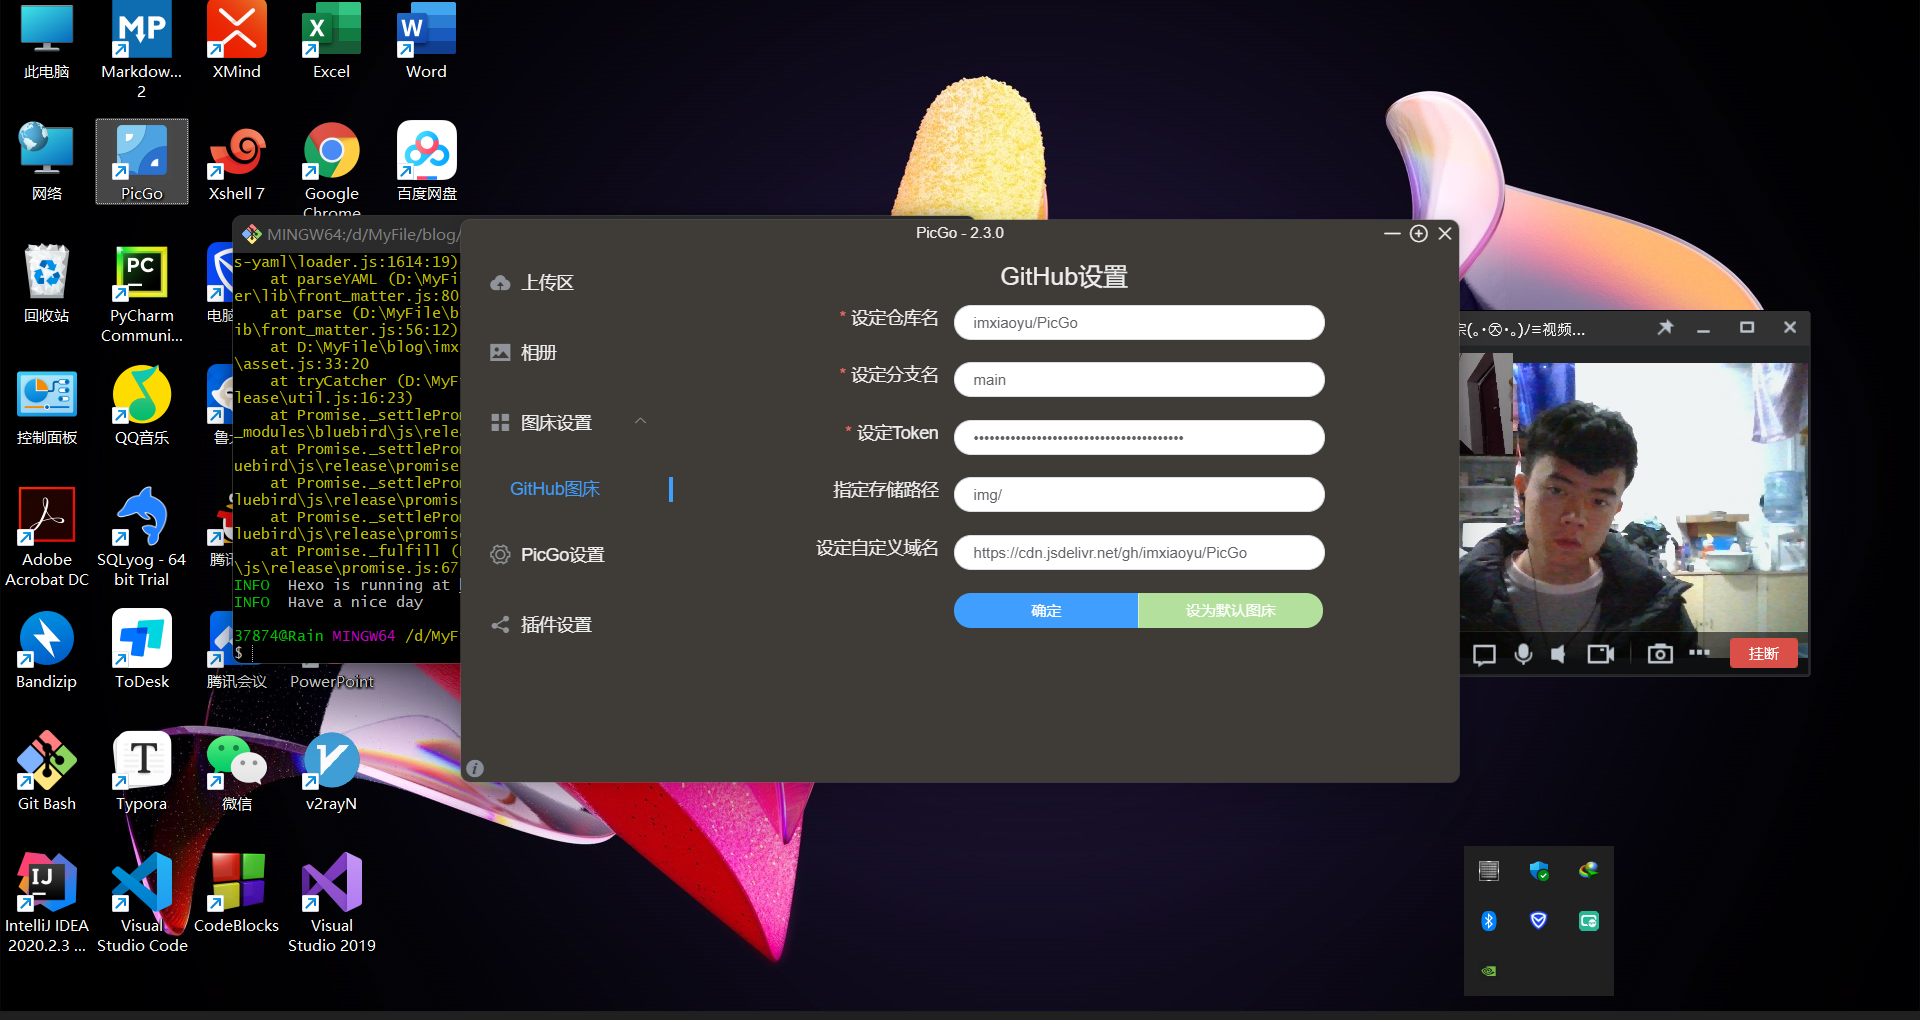 此电脑
Markdow...
2
XMind
Excel
Word
网络
PicGo
Xshell 7
Google
Chrome
百度网盘
回收站
PyCharm
Communi...
控制面板
QQ音乐
Adobe
Acrobat DC
SQLyog - 64
bit Trial
Bandizip
ToDesk
腾讯会议
PowerPoint
Git Bash
Typora
微信
v2rayN
IntelliJ IDEA
2020.2.3 ...
Visual
Studio Code
CodeBlocks
Visual
Studio 2019
MINGW64:/d/MyFile/blog/
s-yaml\loader.js:1614:19)
at parseYAML (D:\MyFi
er\lib\front_matter.js:80
at parse (D:\MyFile\b
ib\front_matter.js:56:12)
at D:\MyFile\blog\imx
\asset.js:33:20
at tryCatcher (D:\MyF
lease\util.js:16:23)
at Promise._settlePro
_modules\bluebird\js\relea
at Promise._settlePro
uebird\js\release\promise
at Promise._settlePro
luebird\js\release\promis
at Promise._settlePro
luebird\js\release\promis
at Promise._fulfill (
\js\release\promise.js:67
INFO  Hexo is running at
INFO  Have a nice day
37874@Rain MINGW64 /d/MyF
$
PicGo - 2.3.0
上传区
相册
图床设置
GitHub图床
PicGo设置
插件设置
GitHub设置
* 设定仓库名
imxiaoyu/PicGo
* 设定分支名
main
* 设定Token
••••••••••••••••••••••••••••••••••••••••
指定存储路径
img/
设定自定义域名
https://cdn.jsdelivr.net/gh/imxiaoyu/PicGo
确定
设为默认图床
视频...
挂断